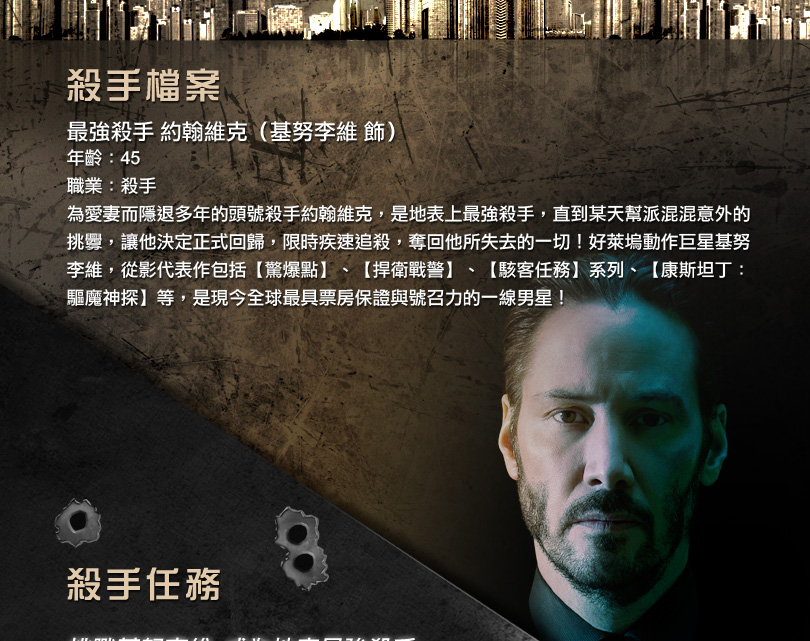 殺手檔案
最強殺手 約翰維克（基努李維 飾）
年齡：45
職業：殺手
為愛妻而隱退多年的頭號殺手約翰維克，是地表上最強殺手，直到某天幫派混混意外的
挑釁，讓他決定正式回歸，限時疾速追殺，奪回他所失去的一切！好萊塢動作巨星基努
李維，從影代表作包括【驚爆點】、【捍衛戰警】、【駭客任務】系列、【康斯坦丁：
驅魔神探】等，是現今全球最具票房保證與號召力的一線男星！
殺手任務